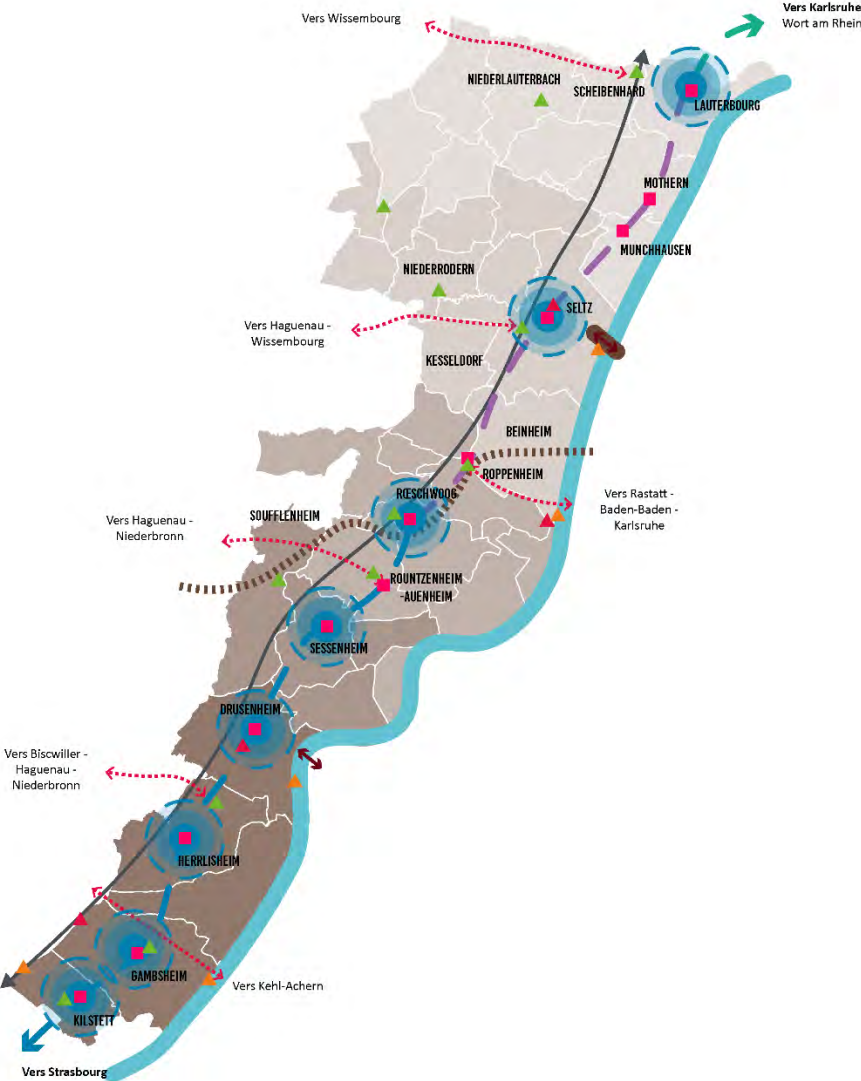 Vers Karlsruhe
Wort am Rhein
Vers Wissembourg
NIEDERLAUTERBACH
SCHEIBENHARD
LAUTERBOURG
MOTHERN
MUNCHHAUSEN
NIEDERRODERN
SELTZ
Vers Haguenau -
Wissembourg
KESSELDORF
BEINHEIM
ROPPENHEIM
RŒSCHWOOG
SOUFFLENHEIM
Vers Rastatt -
Baden-Baden -
Karlsruhe
Vers Haguenau -
Niederbronn
ROUNTZENHEIM
-AUENHEIM
SESSENHEIM
DRUSENHEIM
Vers Biscwiller -
Haguenau -
Niederbronn
HERRLISHEIM
GAMBSHEIM
Vers Kehl-Achern
KILSTETT
Vers Strasbourg